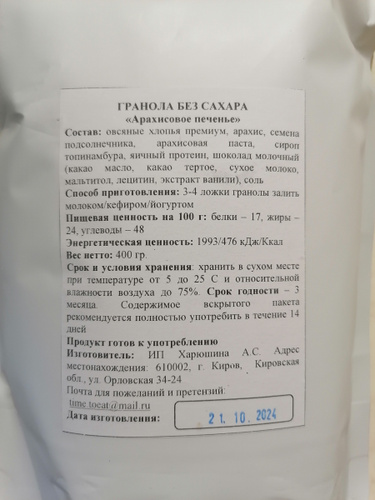 ГРАНОЛА БЕЗ САХАРА
«Арахисовое печенье»
Состав: овсяные хлопья премиум, арахис, семена
подсолнечника, арахисовая паста, сироп
топинамбура, яичный протеин, шоколад молочный
(какао масло, какао тертое, сухое молоко,
мальтитол, лецитин, экстракт ванили), соль
Способ приготовления: 3-4 ложки гранолы залить
молоком/кефиром/йогуртом
Пищевая ценность на 100 г: белки – 17, жиры –
24, углеводы – 48
Энергетическая ценность: 1993/476 кДж/Ккал
Вес нетто: 400 гр.
Срок и условия хранения: хранить в сухом месте
при температуре от 5 до 25 С и относительной
влажности воздуха до 75%. Срок годности – 3
месяца. Содержимое вскрытого пакета
рекомендуется полностью употребить в течение 14
дней
Продукт готов к употреблению
Изготовитель: ИП Харюшина А.С. Адрес
местонахождения: 610002, г. Киров, Кировская
обл., ул. Орловская 34-24
Почта для пожеланий и претензий:
time.toeat@mail.ru
Дата изготовления: 21. 10. 2024